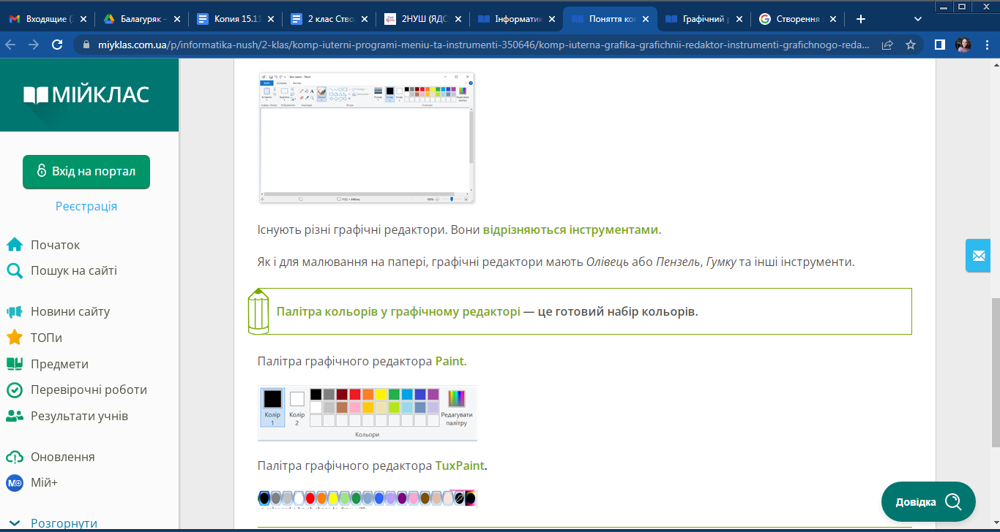 Входящие (
Балагуряк –
Копия 15.11
2 клас Ство
2НУШ (ЯДС
Інформатик
Поняття ко
Графічний р
Створення
miyklas.com.ua/p/informatika-nush/2-klas/komp-iuterni-programi-meniu-ta-instrumenti-350646/komp-iuterna-grafika-grafichnii-redaktor-instrumenti-grafichnogo-reda...
МІЙКЛАС
Вхід на портал
Реєстрація
Початок
Пошук на сайті
Новини сайту
ТОПи
Предмети
Перевірочні роботи
Результати учнів
Оновлення
Мій+
Розгорнути
Існують різні графічні редактори. Вони відрізняються інструментами.
Як і для малювання на папері, графічні редактори мають Олівець або Пензель, Гумку та інші інструменти.
Палітра кольорів у графічному редакторі — це готовий набір кольорів.
Палітра графічного редактора Paint.
Колір 1
Колір 2
Редагувати палітру
Кольори
Палітра графічного редактора TuxPaint.
Довідка